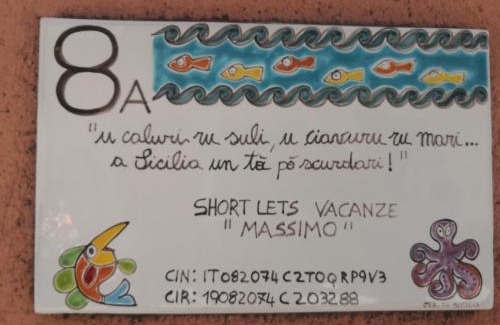 8A
"u caluri ru suli, u ciavuru ru mari...
a Sicilia un tà pò scurdari!"
SHORT LETS VACANZE
"MASSIMO"
CIN: IT082074C2TOQRP9V3
CIR: 19082074C203288